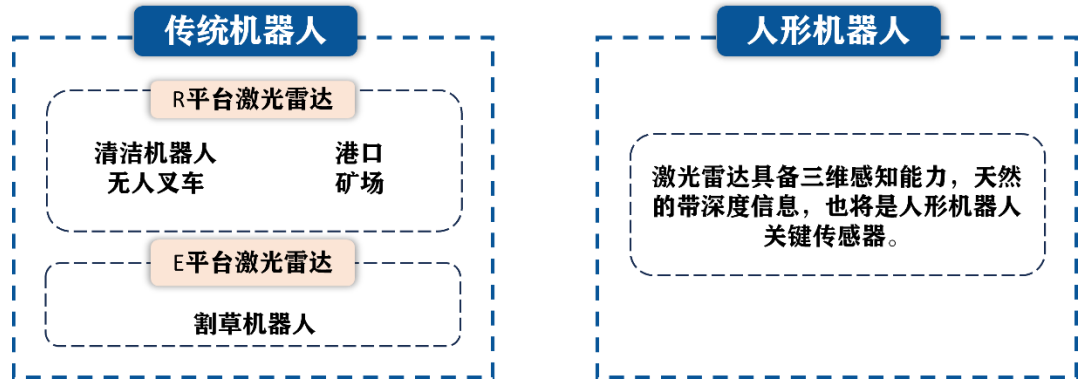 传统机器人
R平台激光雷达
清洁机器人 港口
无人叉车 矿场
E平台激光雷达
割草机器人
人形机器人
激光雷达具备三维感知能力，天然
的带深度信息，也将是人形机器人
关键传感器。